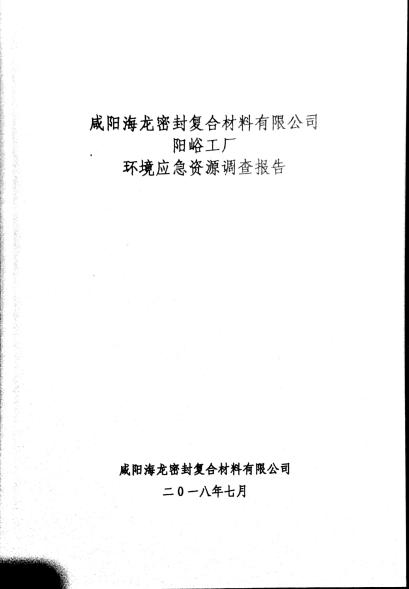 咸阳海龙密封复合材料有限公司
阳峪工厂
环境应急资源调查报告
咸阳海龙密封复合材料有限公司
二0一八年七月